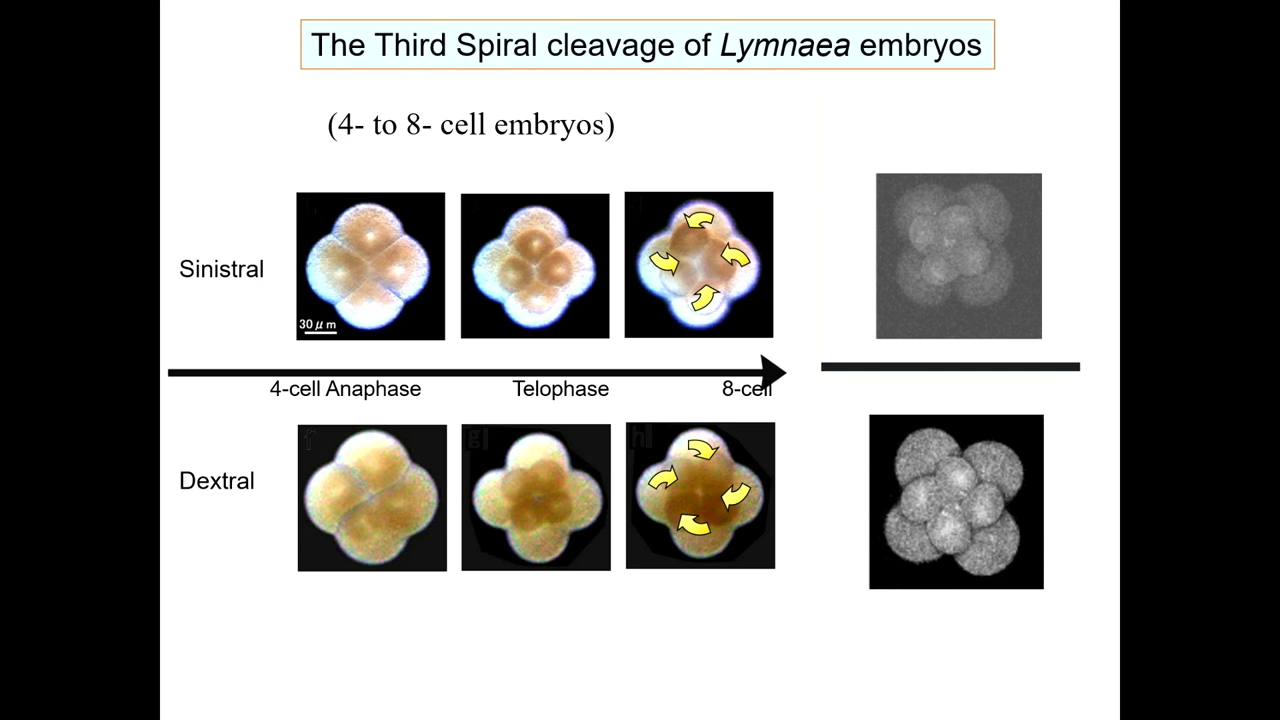 The Third Spiral cleavage of Lymnaea embryos
(4- to 8- cell embryos)
Sinistral
30 μ m
4-cell Anaphase Telophase 8-cell
Dextral
f g h